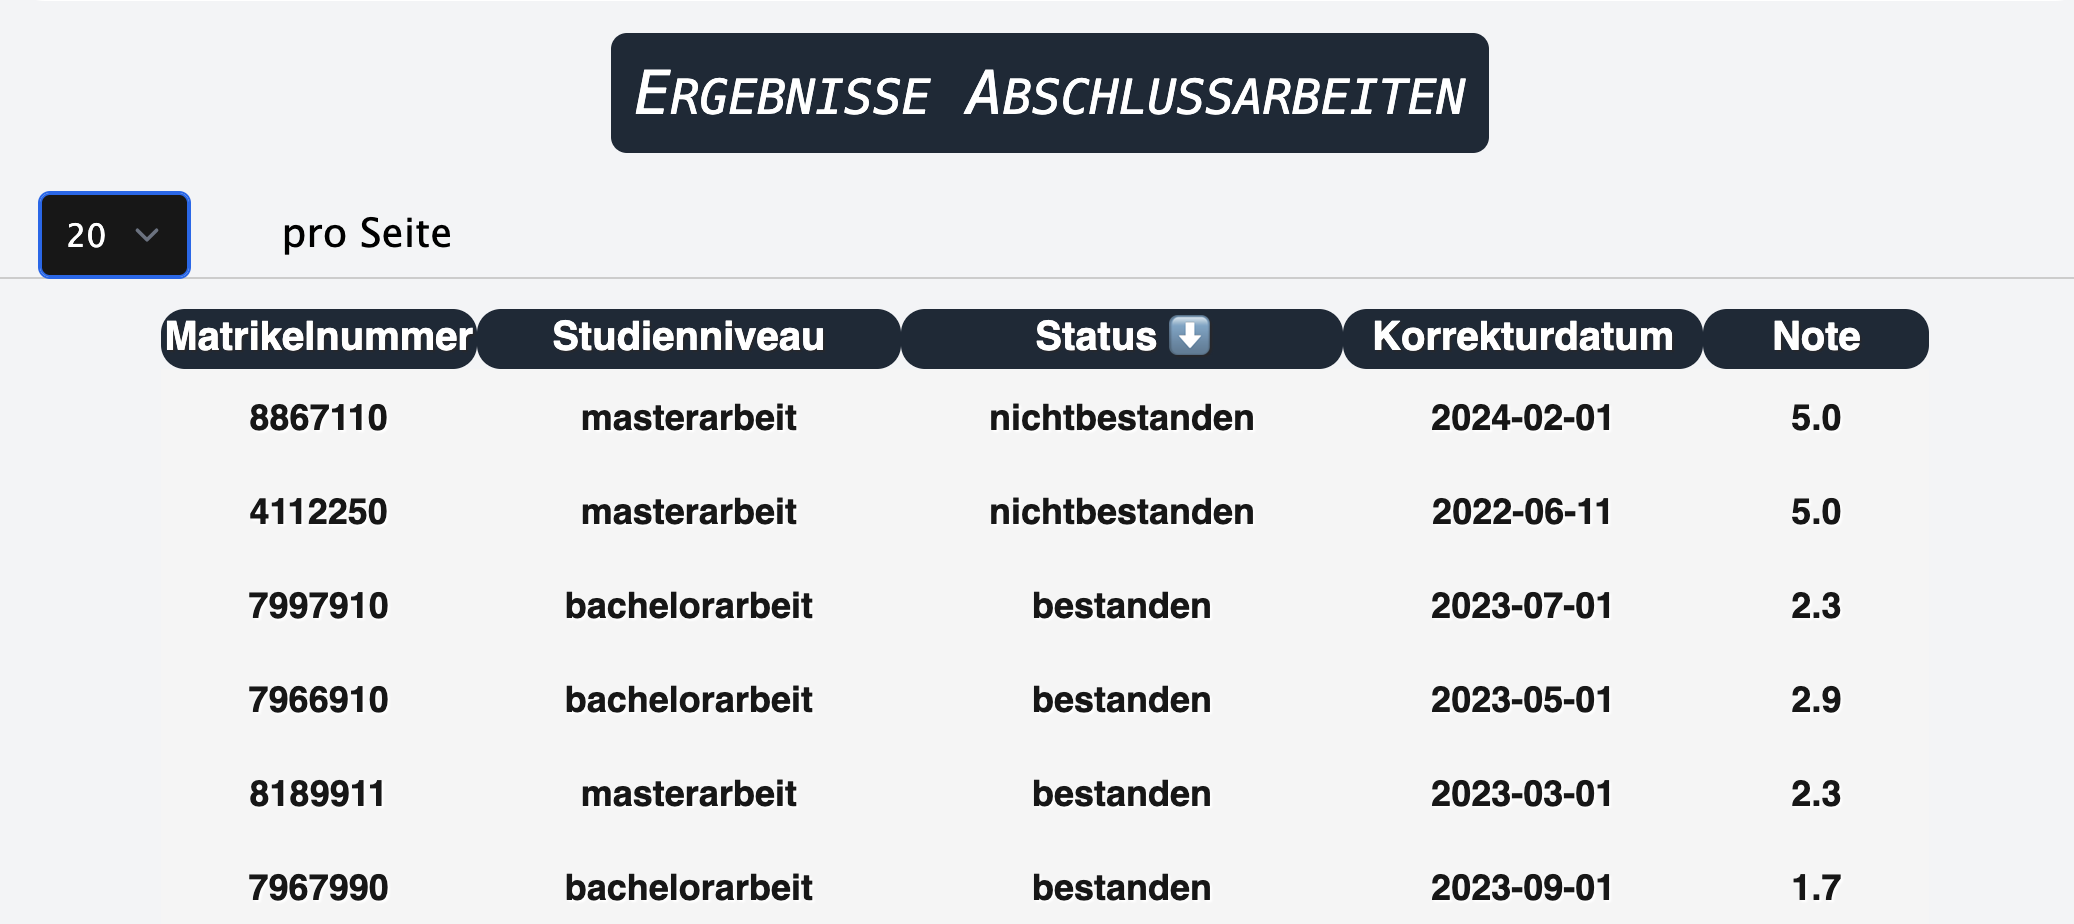 Ergebnisse Abschlussarbeiten
20 pro Seite
Matrikelnummer Studienniveau Status ⬇ Korrekturdatum Note
8867110 masterarbeit nichtbestanden 2024-02-01 5.0
4112250 masterarbeit nichtbestanden 2022-06-11 5.0
7997910 bachelorarbeit bestanden 2023-07-01 2.3
7966910 bachelorarbeit bestanden 2023-05-01 2.9
8189911 masterarbeit bestanden 2023-03-01 2.3
7967990 bachelorarbeit bestanden 2023-09-01 1.7